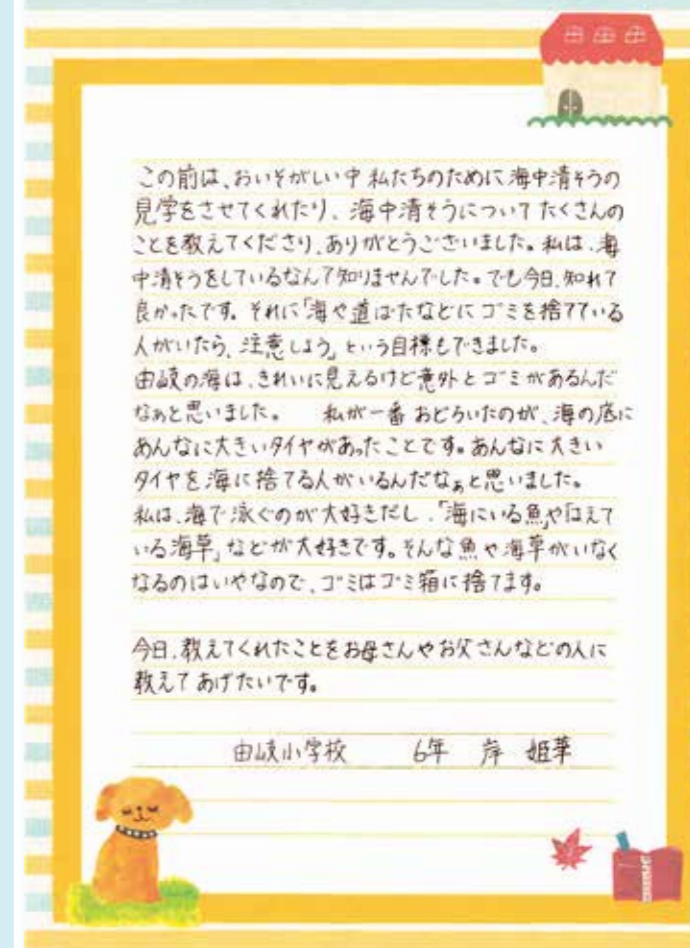 この前は、おいそがしい中 私たちのために海中清そうの
見学をさせてくれたり、海中清そうについてたくさんの
ことを教えてくださり、ありがとうございました。私は、海
中清そうをしているなんて知りませんでした。でも今日、知れて
良かったです。それに「海や道ばたなどにゴミを捨てている
人がいたら、注意しよう」という目標もできました。
由岐の海は、きれいに見えるけど意外とゴミがあるんだ
なぁと思いました。 私が一番おどろいたのが、海の底に
あんなに大きいタイヤがあったことです。あんなに大きい
タイヤを海に捨てる人がいるんだなぁと思いました。
私は、海で泳ぐのが大好きだし、「海にいる魚」や「はえて
いる海草」などが大好きです。そんな魚や海草がいなく
なるのはいやなので、ゴミはゴミ箱に捨てます。
今日、教えてくれたことをお母さんやお父さんなどの人に
教えてあげたいです。
由岐小学校 6年 岸 姫華